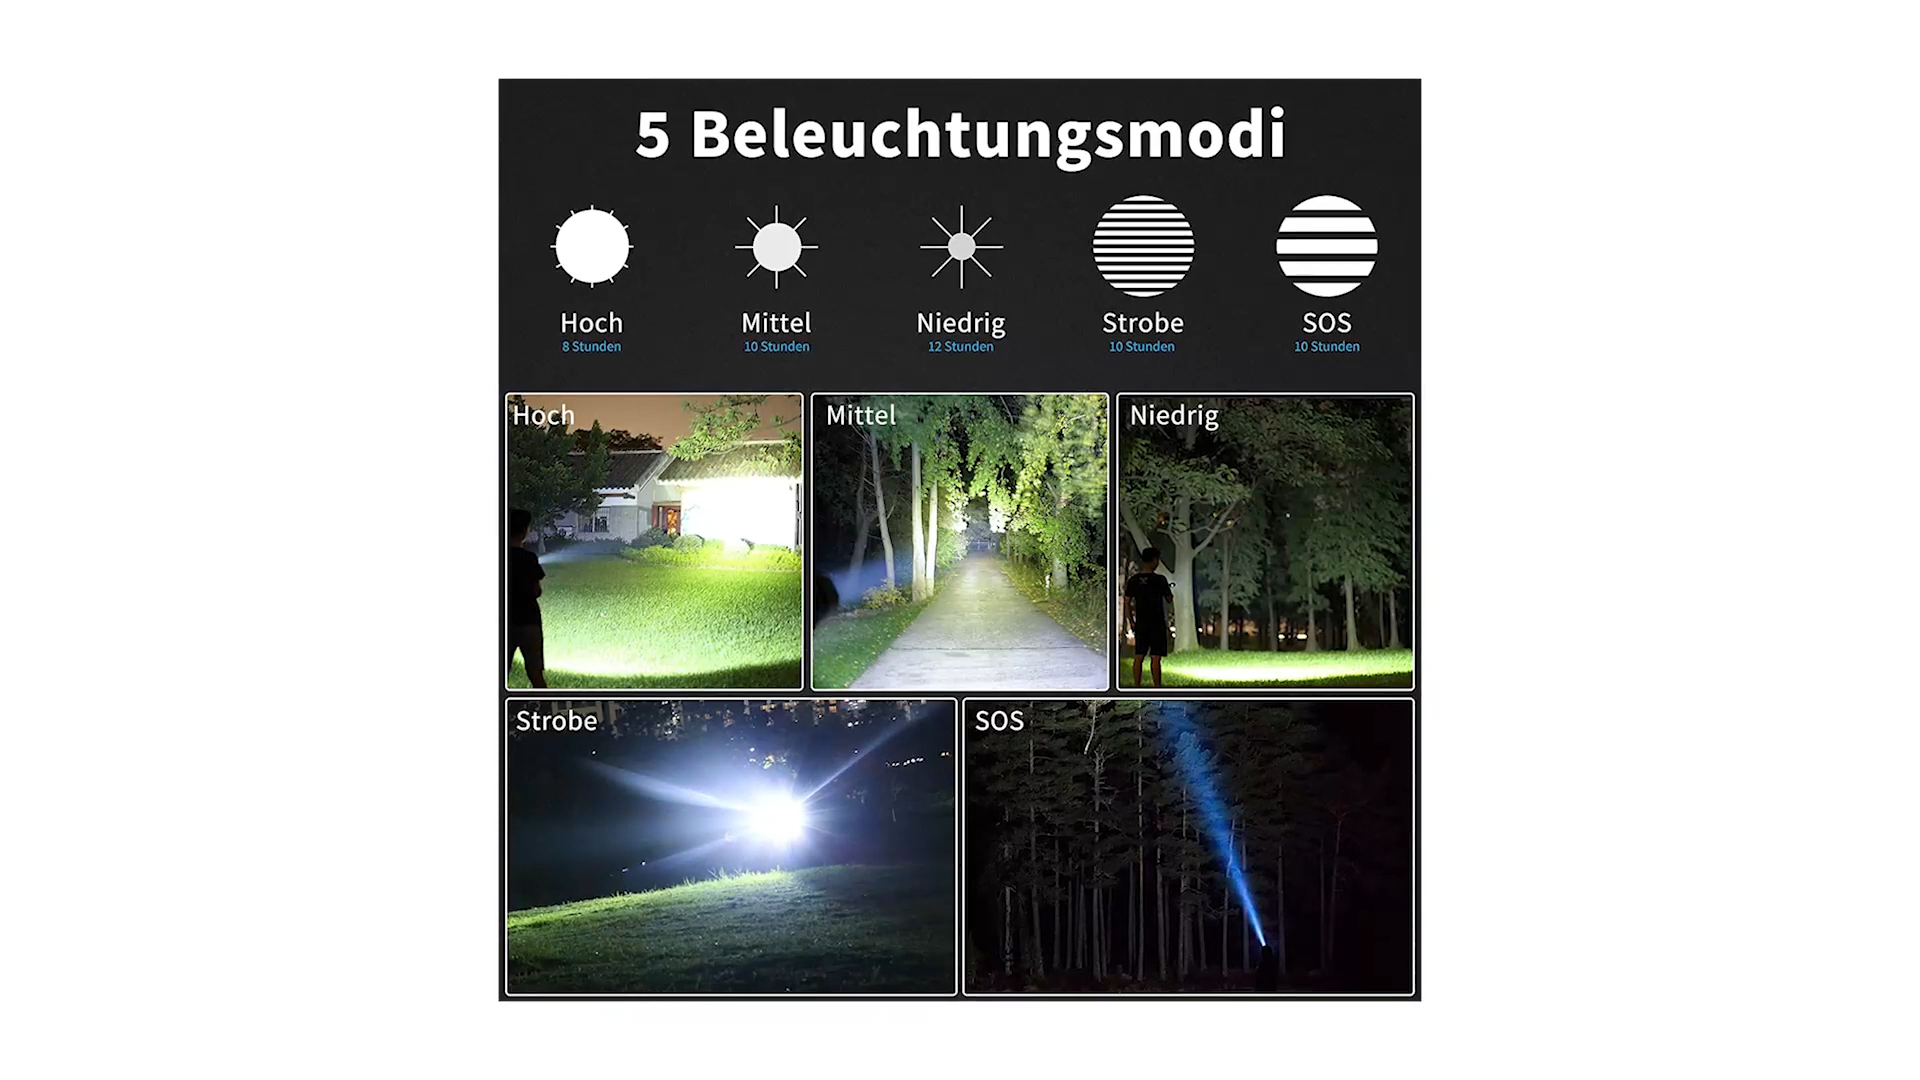 5 Beleuchtungsmodi
Hoch
8 Stunden
Mittel
10 Stunden
Niedrig
12 Stunden
Strobe
10 Stunden
SOS
10 Stunden
Hoch
Mittel
Niedrig
Strobe
SOS